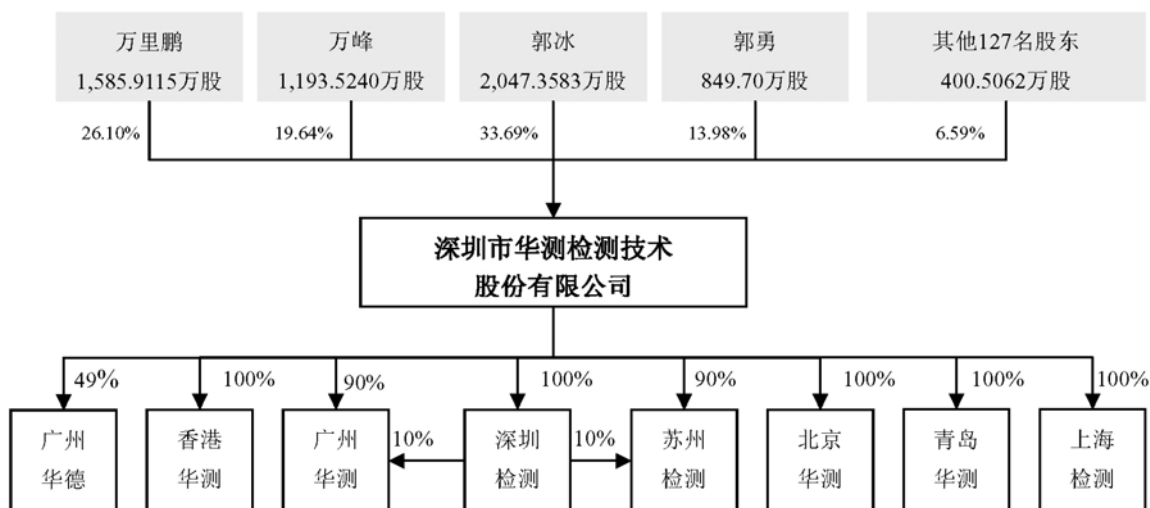 万里鹏
1,585.9115万股
万峰
1,193.5240万股
郭冰
2,047.3583万股
郭勇
849.70万股
其他127名股东
400.5062万股
26.10%
19.64%
33.69%
13.98%
6.59%
深圳市华测检测技术
股份有限公司
49%
100%
90%
100%
90%
100%
100%
100%
广州
华德
香港
华测
广州
华测
10%
深圳
检测
10%
苏州
检测
北京
华测
青岛
华测
上海
检测